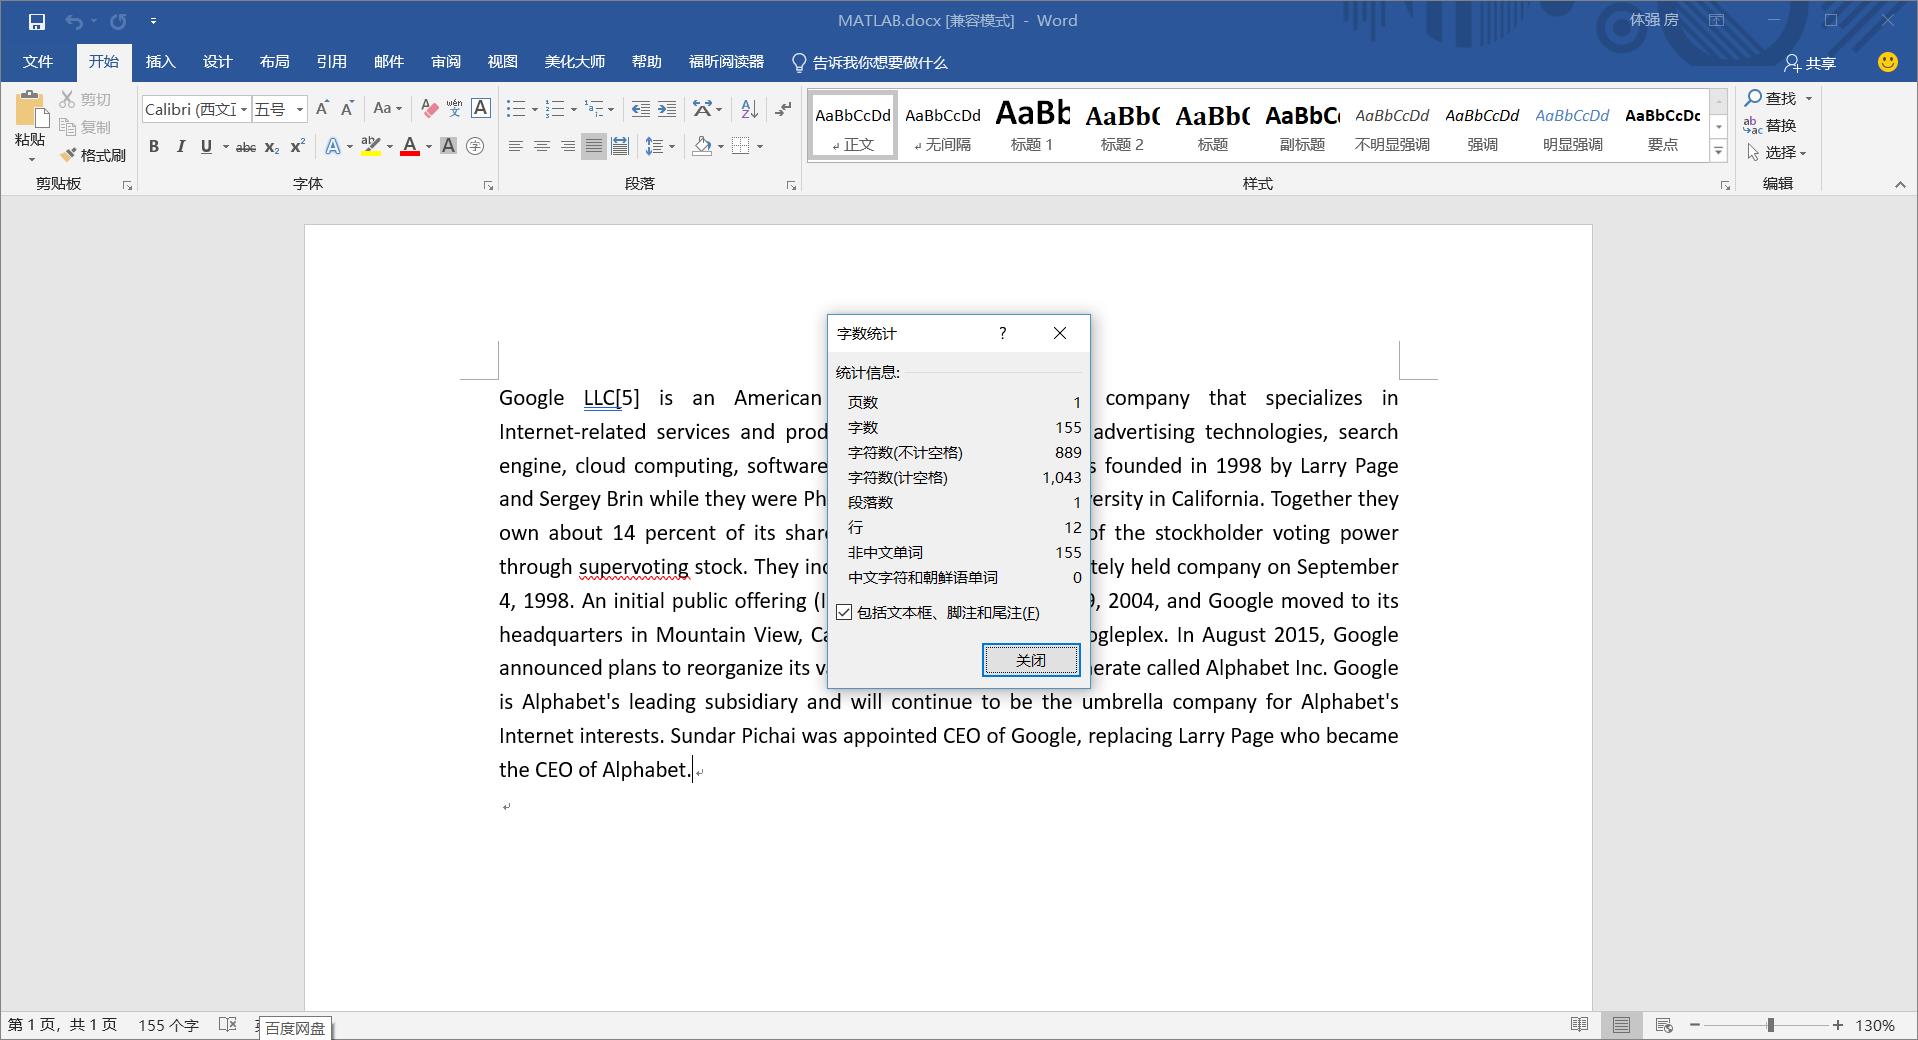 MATLAB.docx [兼容模式] - Word
体强 房
文件 开始 插入 设计 布局 引用 邮件 审阅 视图 美化大师 帮助 福昕阅读器 告诉我你想要做什么 共享
粘贴
剪切
复制
格式刷
剪贴板
Calibri (西文正 五号
字体
段落
AaBbCcDd AaBbCcDd AaBb AaBb( AaBb( AaBbCc AaBbCcDd AaBbCcDd AaBbCcDd AaBbCcDc
正文 无间隔 标题 1 标题 2 标题 副标题 不明显强调 强调 明显强调 要点
样式
查找
替换
选择
编辑
Google LLC[5] is an American company that specializes in
Internet-related services and prod advertising technologies, search
engine, cloud computing, software s founded in 1998 by Larry Page
and Sergey Brin while they were Ph ersity in California. Together they
own about 14 percent of its share of the stockholder voting power
through supervoting stock. They inc tely held company on September
4, 1998. An initial public offering (I 9, 2004, and Google moved to its
headquarters in Mountain View, Ca ogleplex. In August 2015, Google
announced plans to reorganize its va erate called Alphabet Inc. Google
is Alphabet's leading subsidiary and will continue to be the umbrella company for Alphabet's
Internet interests. Sundar Pichai was appointed CEO of Google, replacing Larry Page who became
the CEO of Alphabet.
字数统计 ?
统计信息:
页数 1
字数 155
字符数(不计空格) 889
字符数(计空格) 1,043
段落数 1
行 12
非中文单词 155
中文字符和朝鲜语单词 0
包括文本框、脚注和尾注(F)
关闭
第 1 页，共 1 页 155 个字
百度网盘
130%